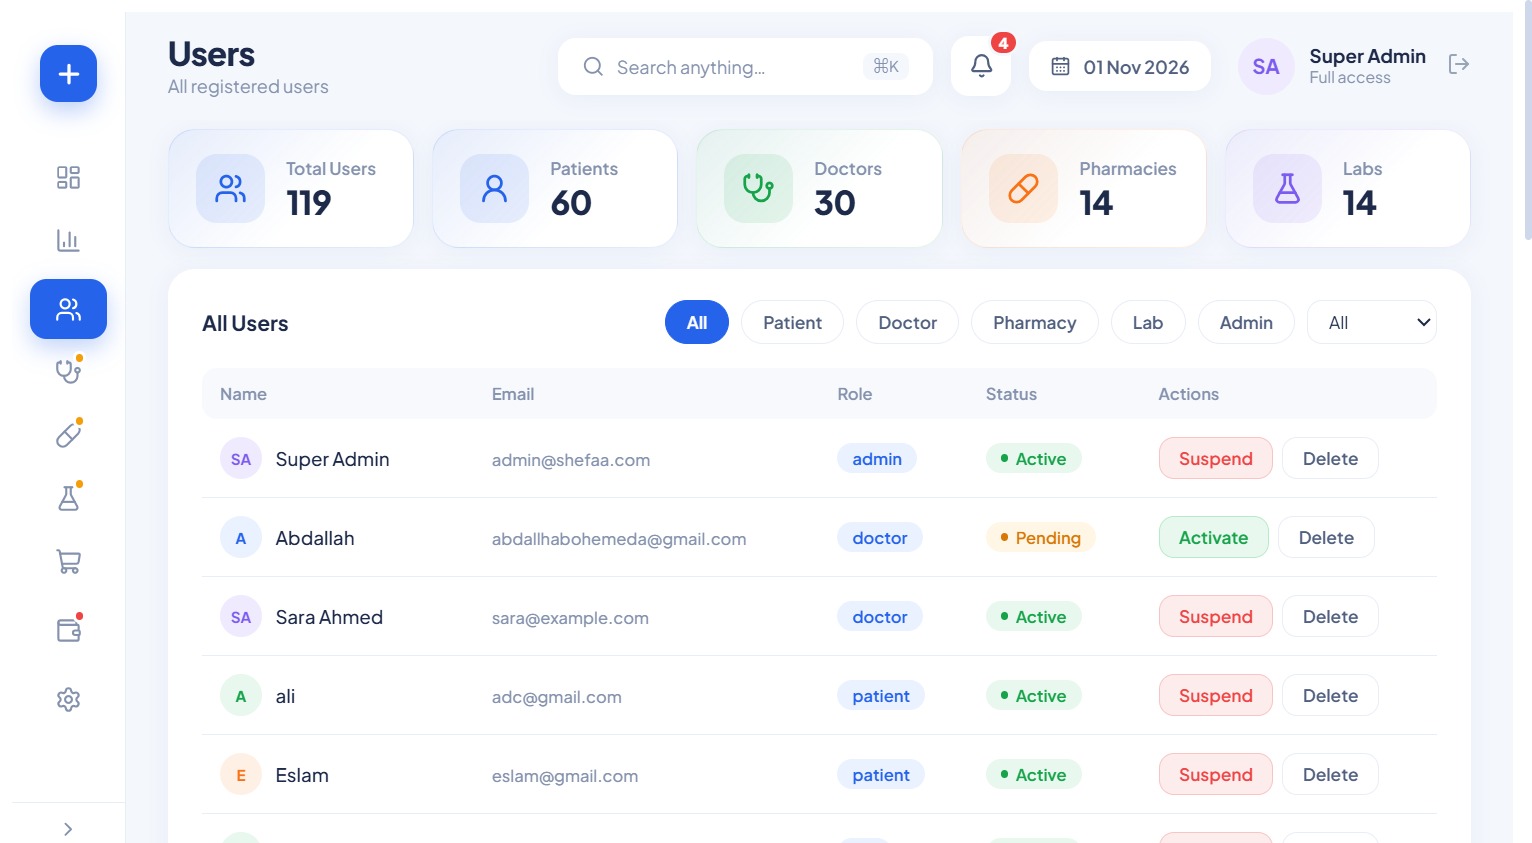 Users
All registered users
Search anything...
⌘K
4
01 Nov 2026
SA
Super Admin
Full access
Total Users
119
Patients
60
Doctors
30
Pharmacies
14
Labs
14
All Users
All Patient Doctor Pharmacy Lab Admin All
Name Email Role Status Actions
SA Super Admin admin@shefaa.com admin Active Suspend Delete
A Abdallah abdallhabohemeda@gmail.com doctor Pending Activate Delete
SA Sara Ahmed sara@example.com doctor Active Suspend Delete
A ali adc@gmail.com patient Active Suspend Delete
E Eslam eslam@gmail.com patient Active Suspend Delete